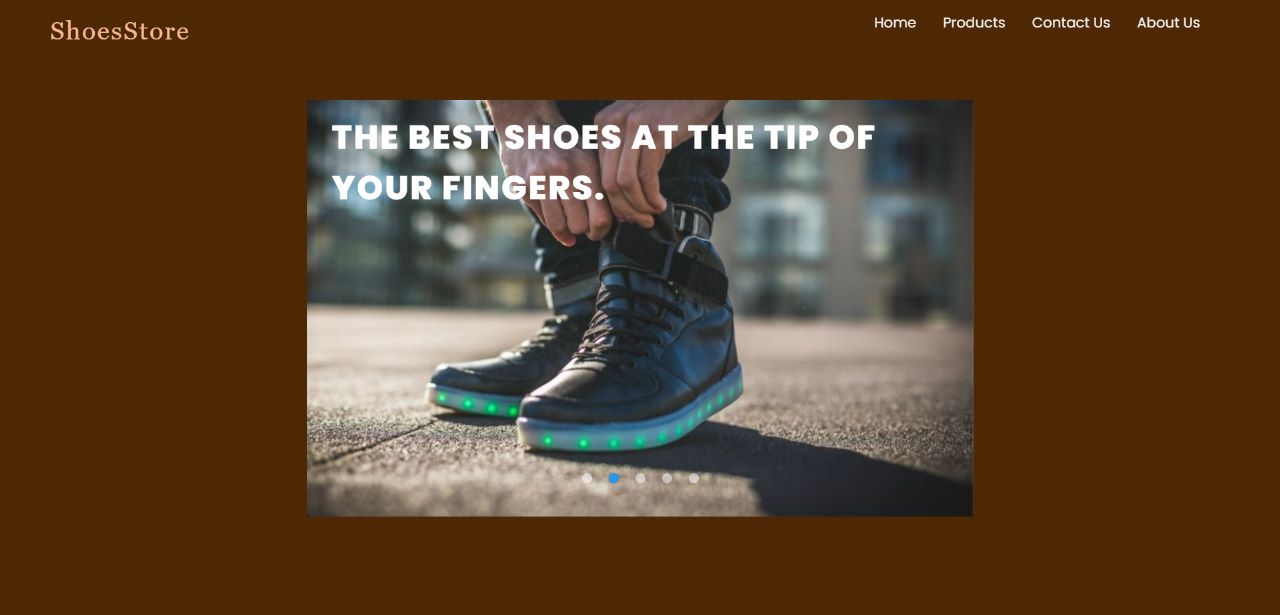 ShoesStore
Home Products Contact Us About Us
THE BEST SHOES AT THE TIP OF
YOUR FINGERS.